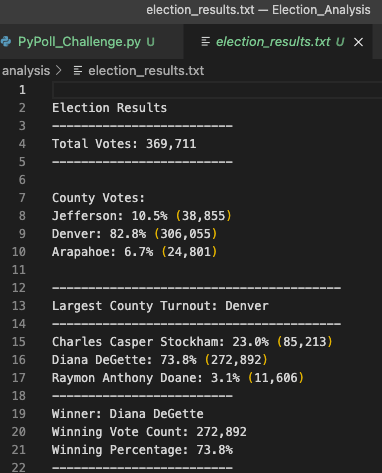 election_results.txt — Election_Analysis
PyPoll_Challenge.py U election_results.txt U ×
analysis > election_results.txt
1
2 Election Results
3 -------------------------
4 Total Votes: 369,711
5 -------------------------
6
7 County Votes:
8 Jefferson: 10.5% (38,855)
9 Denver: 82.8% (306,055)
10 Arapahoe: 6.7% (24,801)
11
12 ----------------------------------------
13 Largest County Turnout: Denver
14 ----------------------------------------
15 Charles Casper Stockham: 23.0% (85,213)
16 Diana DeGette: 73.8% (272,892)
17 Raymon Anthony Doane: 3.1% (11,606)
18 -------------------------
19 Winner: Diana DeGette
20 Winning Vote Count: 272,892
21 Winning Percentage: 73.8%
22 -------------------------